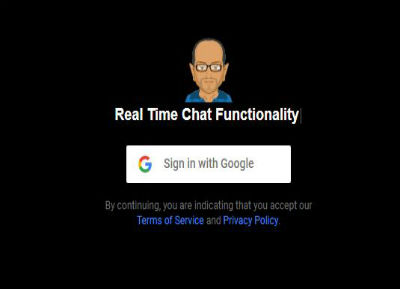 Real Time Chat Functionality
Sign in with Google
By continuing, you are indicating that you accept our
Terms of Service and Privacy Policy.